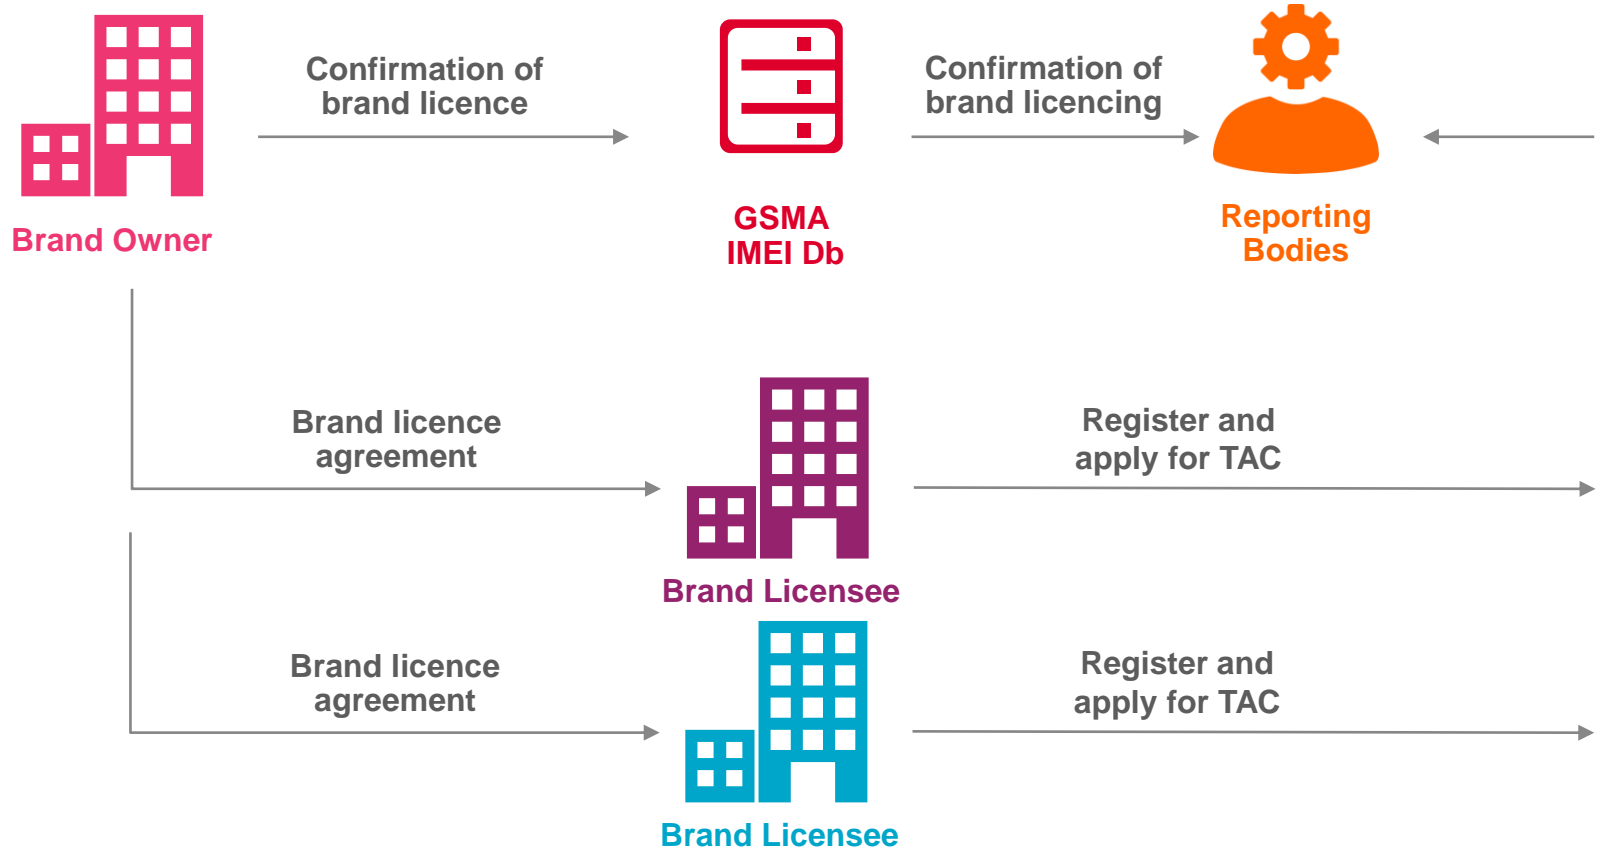 Confirmation of
brand licence
Confirmation of
brand licencing
Brand Owner
GSMA
IMEI Db
Reporting
Bodies
Brand licence
agreement
Register and
apply for TAC
Brand Licensee
Brand licence
agreement
Register and
apply for TAC
Brand Licensee